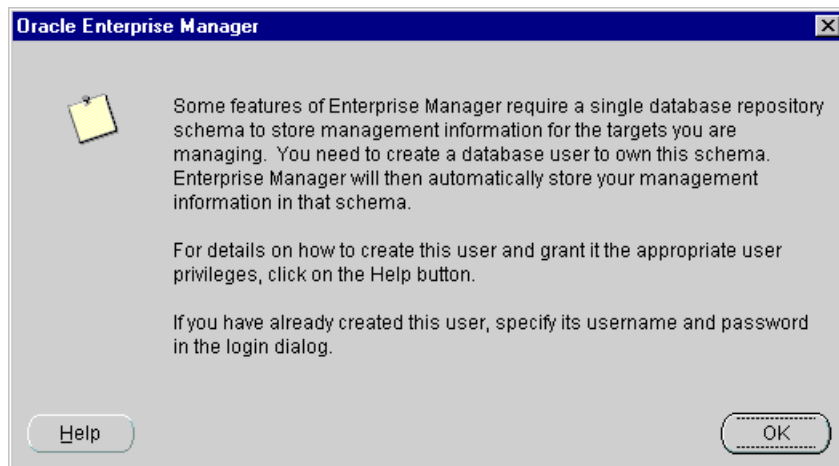 Oracle Enterprise Manager
Some features of Enterprise Manager require a single database repository
schema to store management information for the targets you are
managing. You need to create a database user to own this schema.
Enterprise Manager will then automatically store your management
information in that schema.
For details on how to create this user and grant it the appropriate user
privileges, click on the Help button.
If you have already created this user, specify its username and password
in the login dialog.
Help
OK